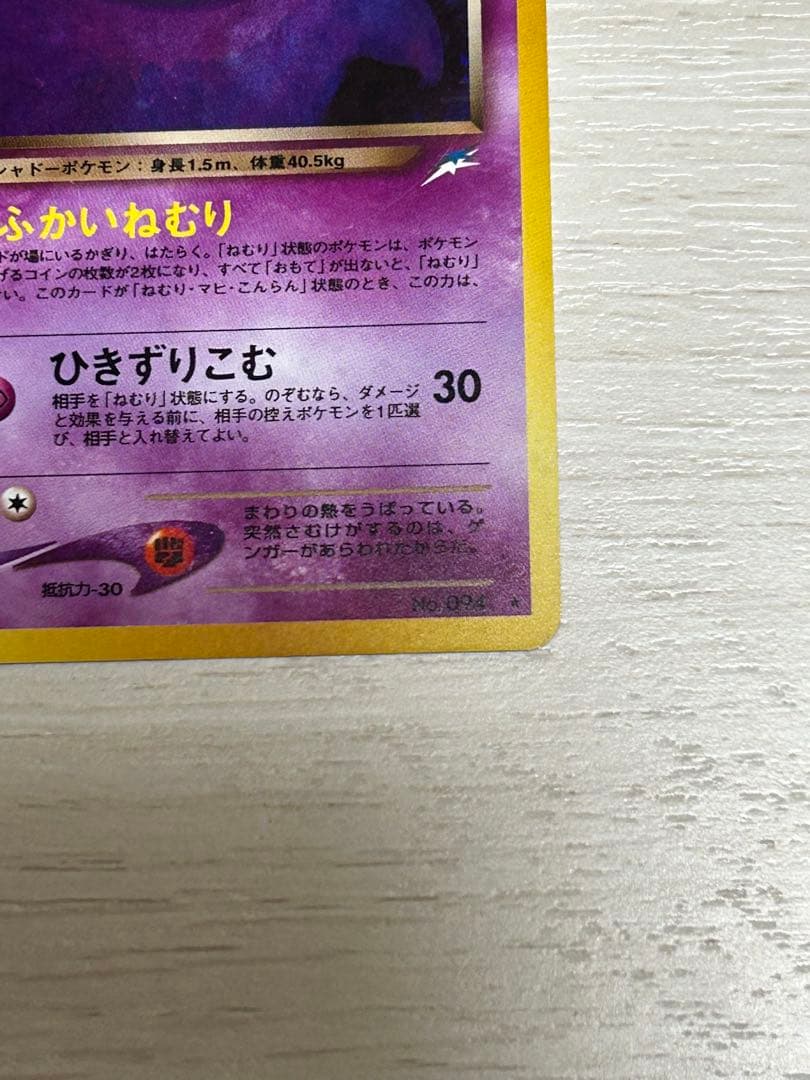 シャドーポケモン：身長1.5m、体重40.5kg
ふかいねむり
ドが場にいるかぎり、はたらく。「ねむり」状態のポケモンは、ポケモン
げるコインの枚数が2枚になり、すべて「おもて」が出ないと、「ねむり」
い。このカードが「ねむり・マヒ・こんらん」状態のとき、この力は、
ひきずりこむ
30
相手を「ねむり」状態にする。のぞむなら、ダメージ
と効果を与える前に、相手の控えポケモンを1匹選
び、相手と入れ替えてよい。
まわりの熱をうばっている。
突然さむけがするのは、ゲ
ンガーがあらわれたからだ。
抵抗力-30
No.094 ★